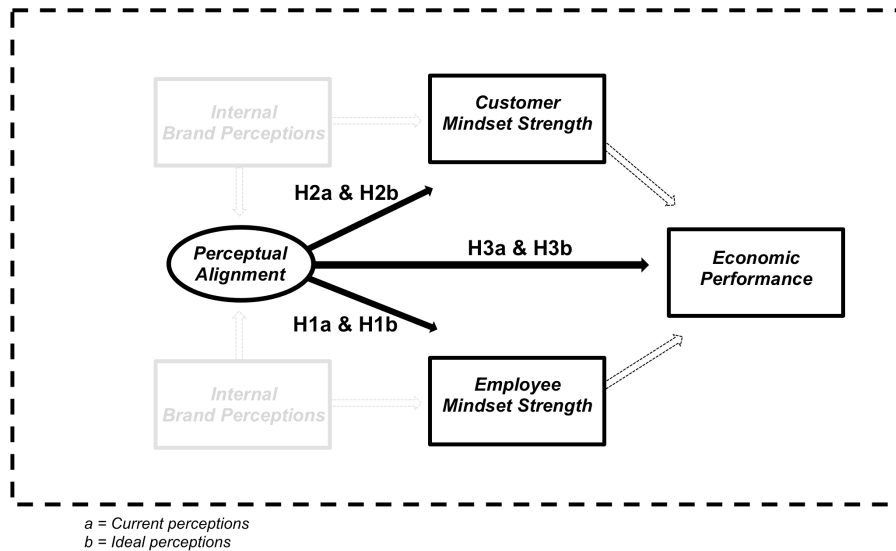 Internal
Brand Perceptions
Customer
Mindset Strength
H2a & H2b
Perceptual
Alignment
H3a & H3b
Economic
Performance
H1a & H1b
Internal
Brand Perceptions
Employee
Mindset Strength
a = Current perceptions
b = Ideal perceptions